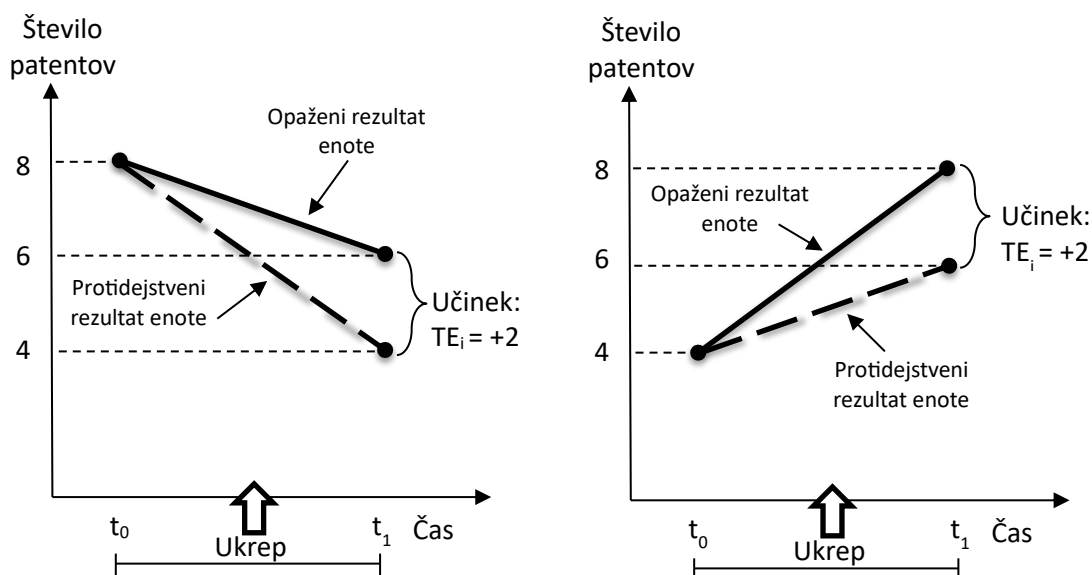 Število
patentov
Opaženi rezultat
enote
8
6
Protidejstveni
rezultat enote
4
Učinek:
TEᵢ = +2
t₀
t₁
Čas
Ukrep
Število
patentov
8
Opaženi rezultat
enote
6
4
Učinek:
TEᵢ = +2
Protidejstveni
rezultat enote
t₀
t₁
Čas
Ukrep